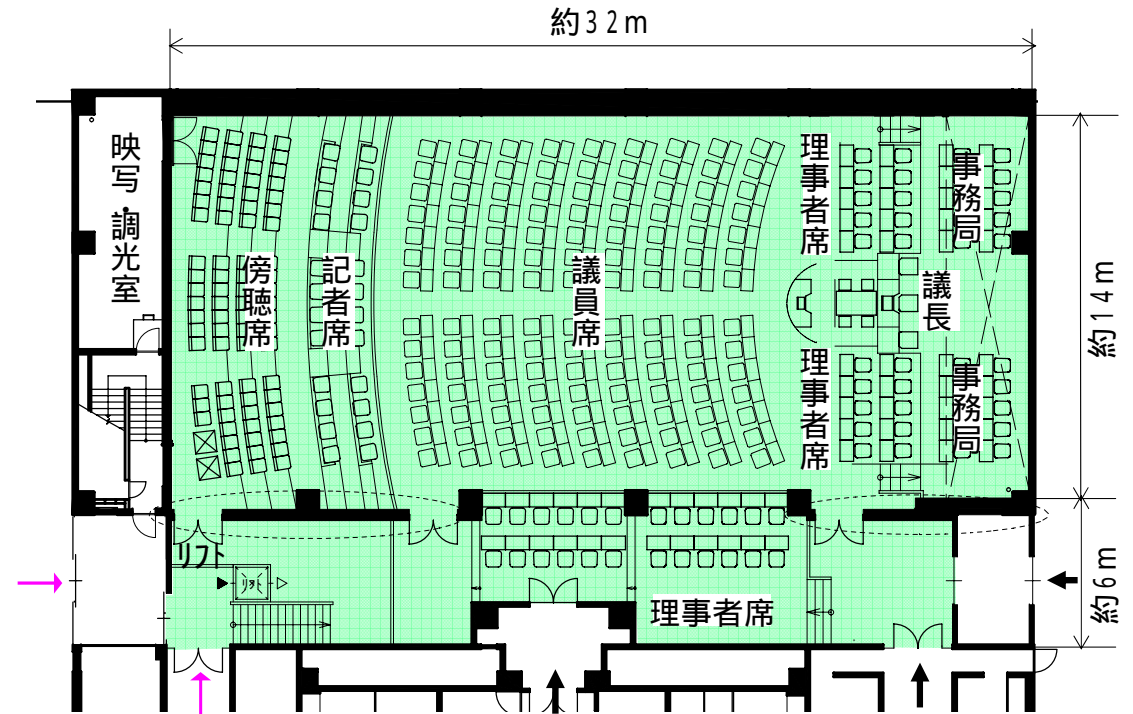 約32m
映写・調光室
傍聴席
記者席
議員席
理事者席
事務局
議長
約14m
理事者席
事務局
リフト
リフト
理事者席
約6m